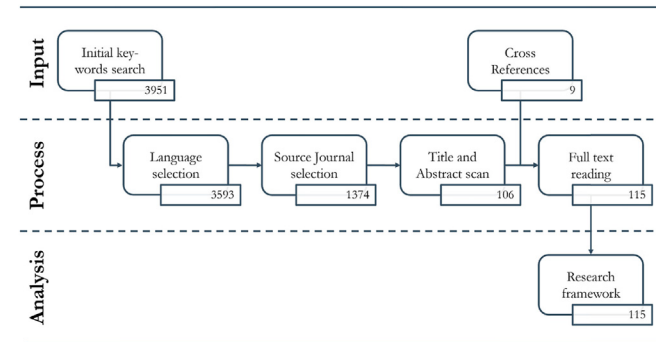 Input
Initial key-
words search
3951
Cross
References
9
Process
Language
selection
3593
Source Journal
selection
1374
Title and
Abstract scan
106
Full text
reading
115
Analysis
Research
framework
115